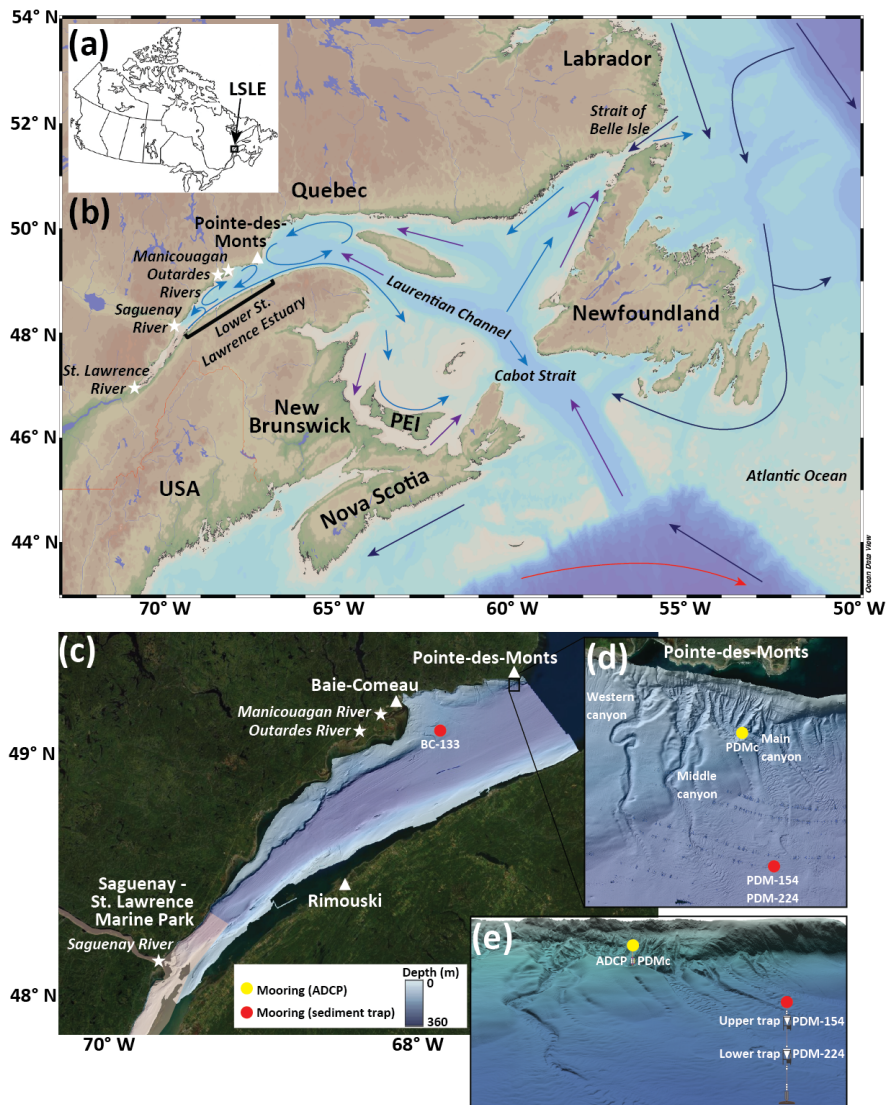 (a)
LSLE
54° N
52° N
50° N
48° N
46° N
44° N
Labrador
Strait of
Belle Isle
Quebec
(b)
Pointe-des-
Monts
Manicouagan
Outardes
Rivers
Saguenay
River
Lower St.
Lawrence Estuary
St. Lawrence
River
Laurentian Channel
Newfoundland
Cabot Strait
New
Brunswick
PEI
USA
Nova Scotia
Atlantic Ocean
Ocean Data View
70° W
65° W
60° W
55° W
50° W
(c)
Pointe-des-Monts
Baie-Comeau
Manicouagan River
Outardes River
BC-133
49° N
Saguenay -
St. Lawrence
Marine Park
Saguenay River
Rimouski
48° N
Mooring (ADCP)
Mooring (sediment trap)
Depth (m)
0
360
70° W
68° W
(d)
Pointe-des-Monts
Western
canyon
PDMc
Main
canyon
Middle
canyon
PDM-154
PDM-224
(e)
ADCP
PDMc
Upper trap
PDM-154
Lower trap
PDM-224